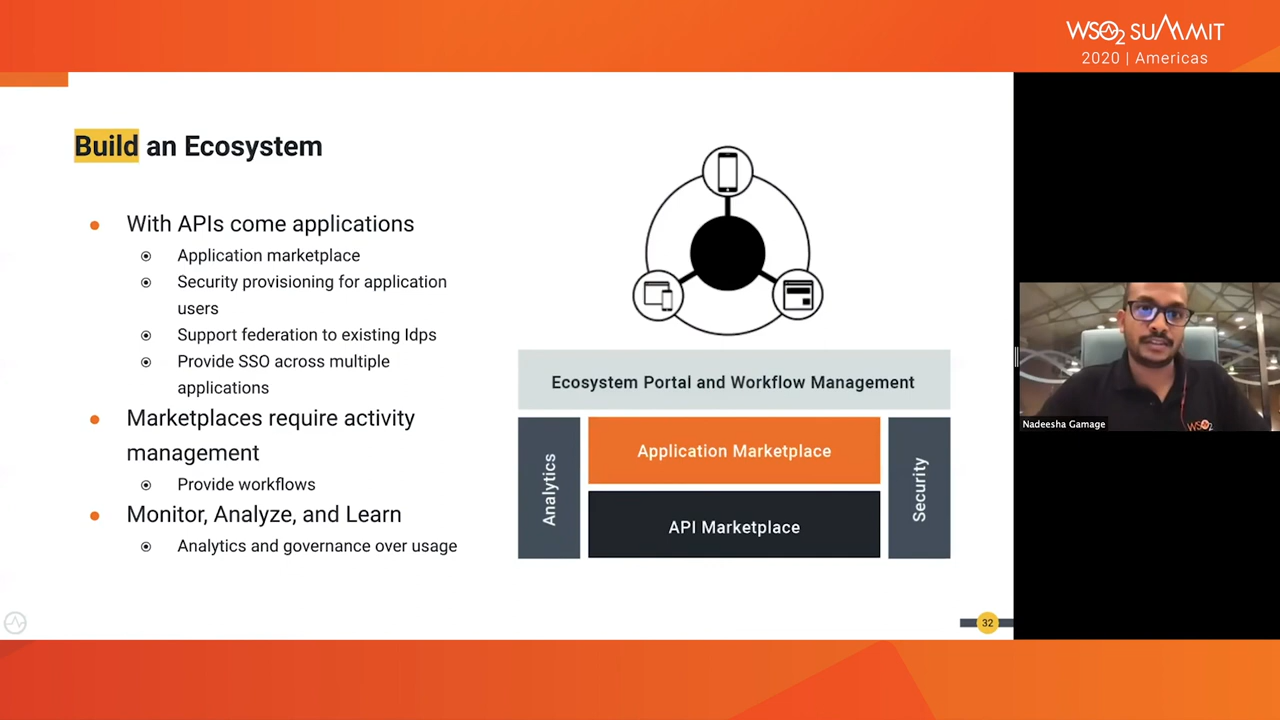 WSO2 SUMMIT
2020 | Americas
Build an Ecosystem
With APIs come applications
Application marketplace
Security provisioning for application
users
Support federation to existing Idps
Provide SSO across multiple
applications
Marketplaces require activity
management
Provide workflows
Monitor, Analyze, and Learn
Analytics and governance over usage
Ecosystem Portal and Workflow Management
Analytics
Application Marketplace
API Marketplace
Security
32
Nadeesha Gamage
WSO2